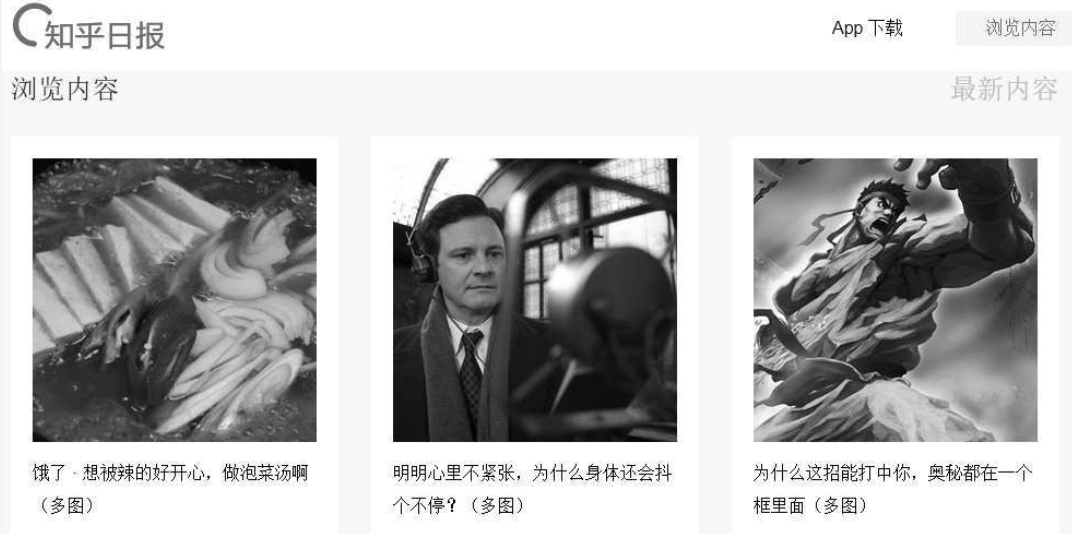 知乎日报
App 下载
浏览内容
浏览内容
最新内容
饿了 · 想被辣的好开心，做泡菜汤啊
（多图）
明明心里不紧张，为什么身体还会抖
个不停？（多图）
为什么这招能打中你，奥秘都在一个
框里面（多图）